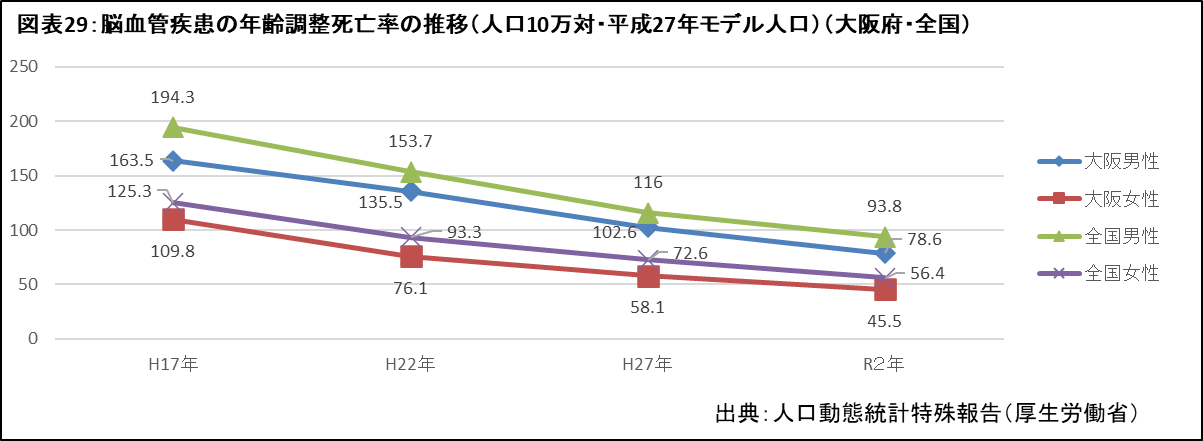 図表29：脳血管疾患の年齢調整死亡率の推移（人口10万対・平成27年モデル人口）（大阪府・全国）
250
200
150
100
50
0
194.3
163.5
125.3
109.8
153.7
135.5
93.3
76.1
116
102.6
72.6
58.1
93.8
78.6
56.4
45.5
H17年
H22年
H27年
R２年
大阪男性
大阪女性
全国男性
全国女性
出典：人口動態統計特殊報告（厚生労働省）